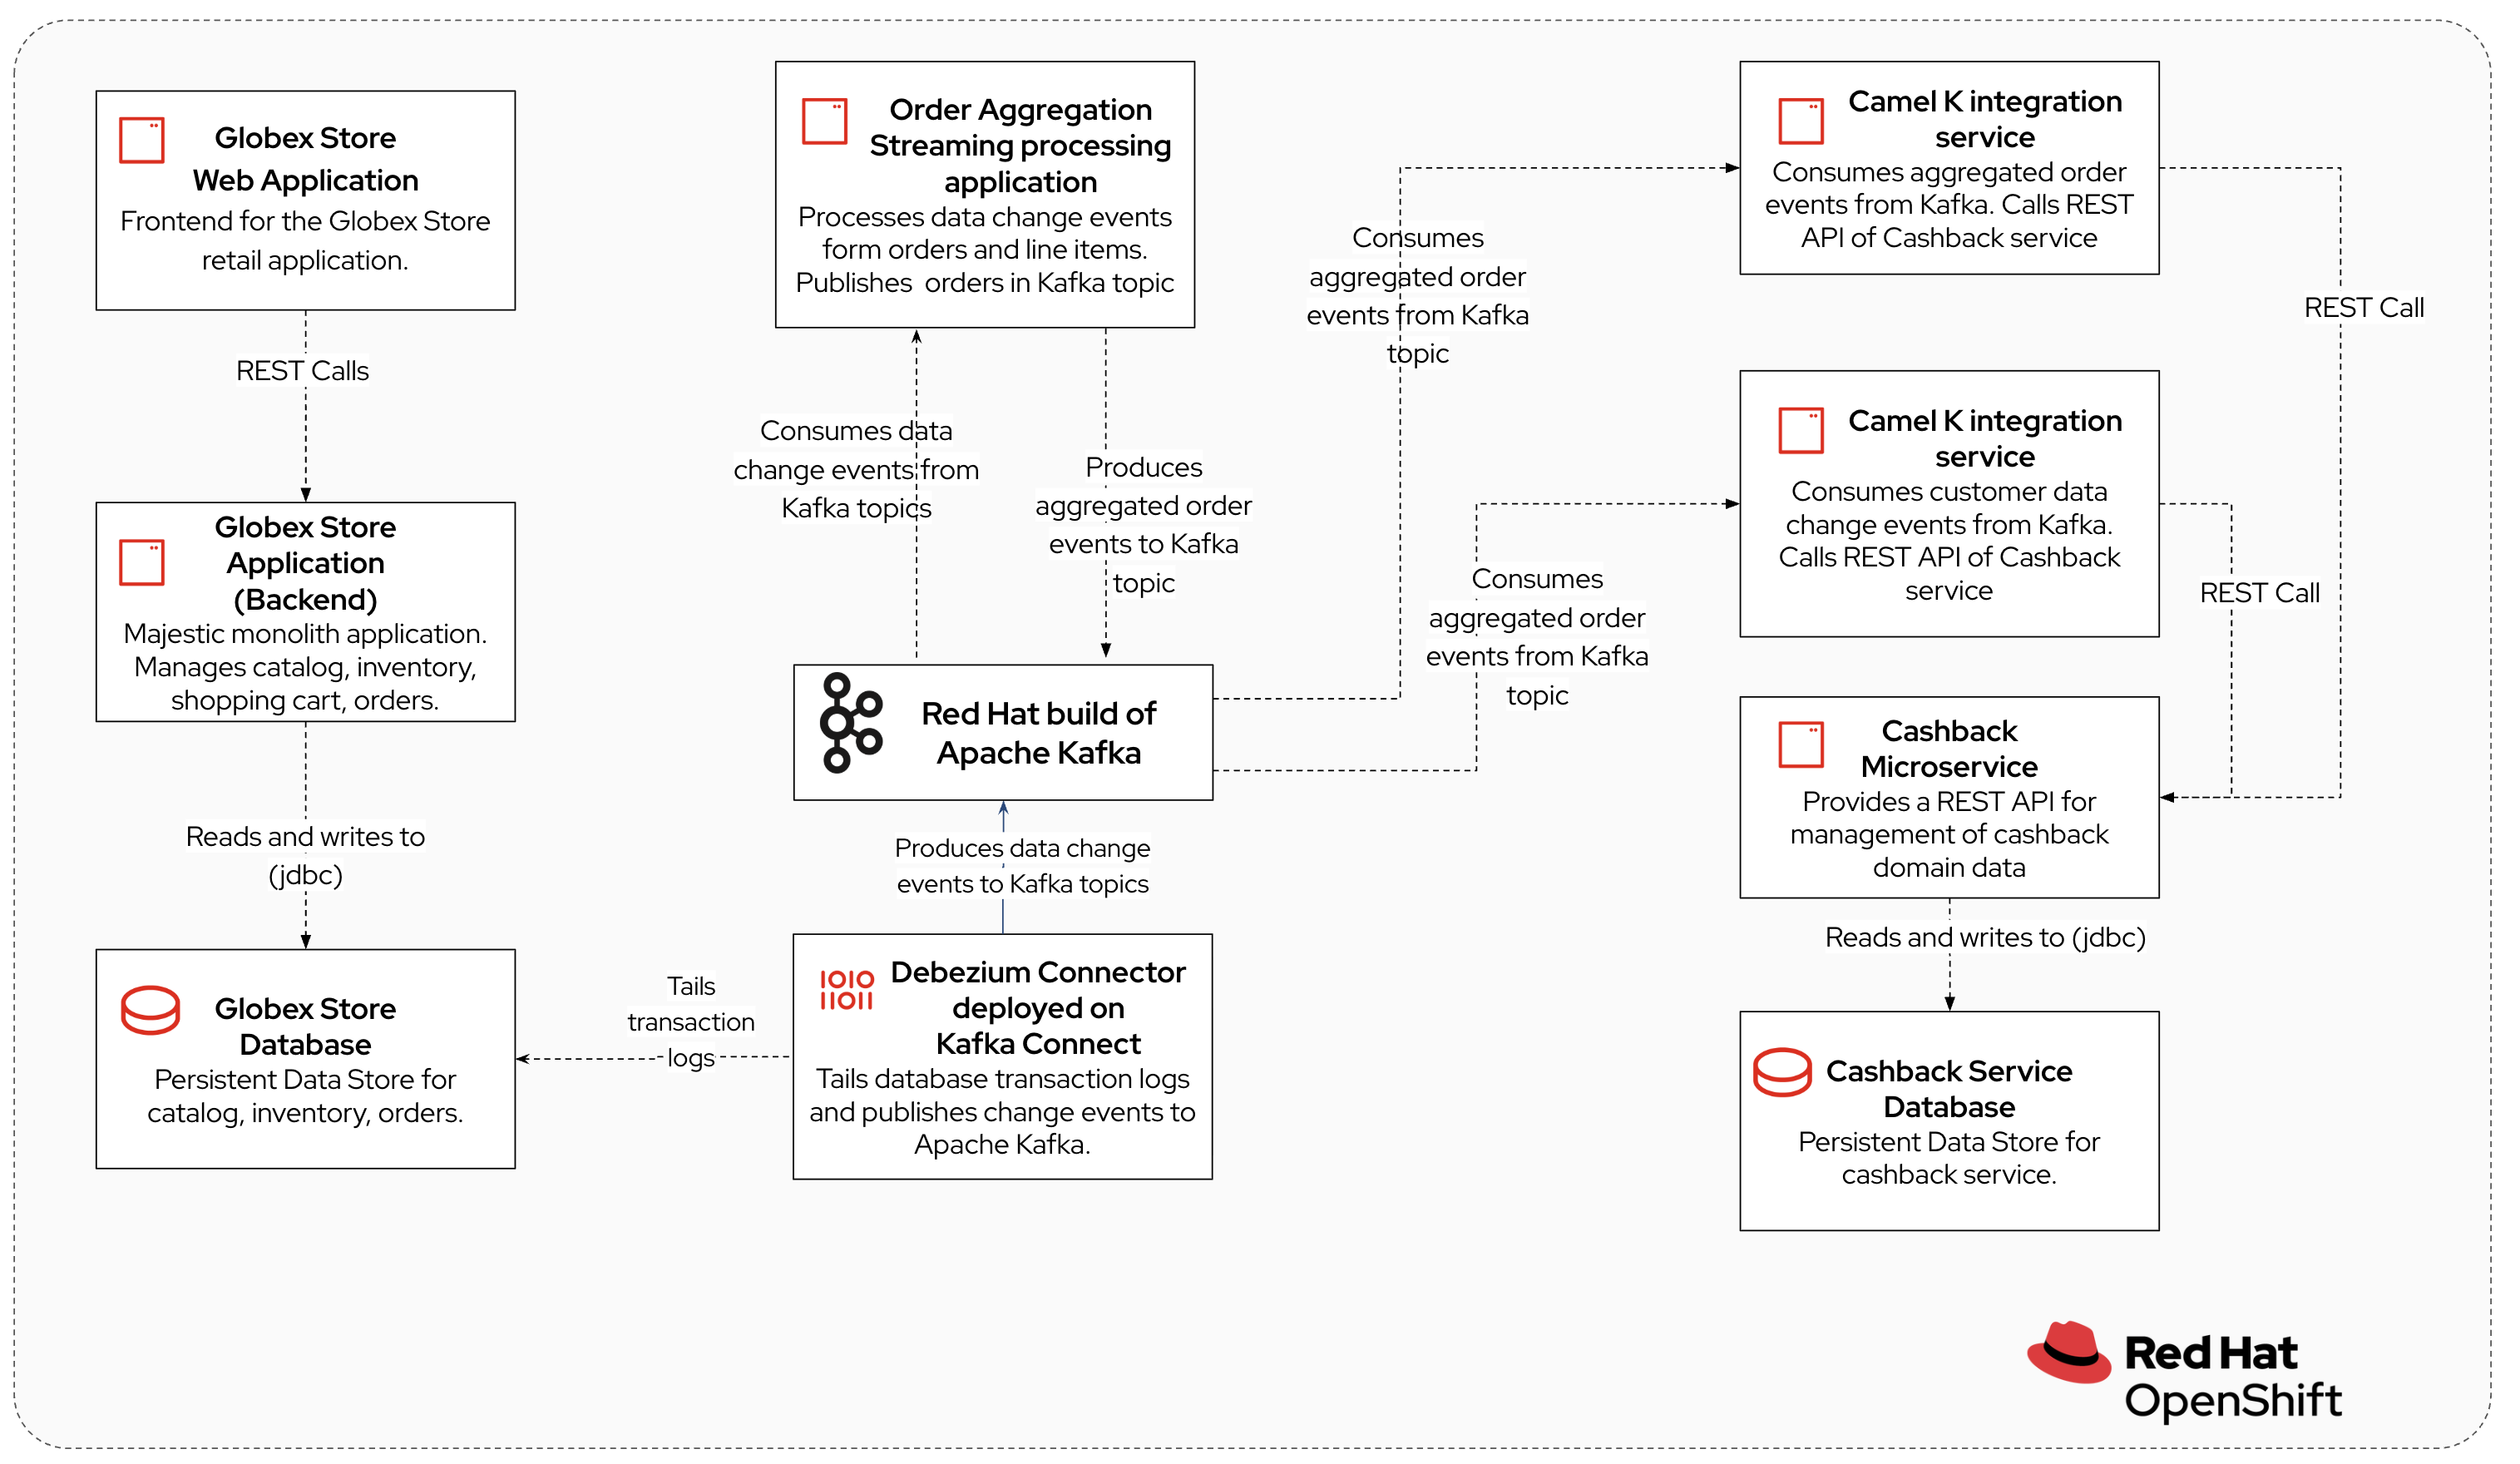 Globex Store
Web Application
Frontend for the Globex Store
retail application.
REST Calls
Globex Store
Application
(Backend)
Majestic monolith application.
Manages catalog, inventory,
shopping cart, orders.
Reads and writes to
(jdbc)
Globex Store
Database
Persistent Data Store for
catalog, inventory, orders.
Tails
transaction
logs
Order Aggregation
Streaming processing
application
Processes data change events
form orders and line items.
Publishes orders in Kafka topic
Consumes data
change events from
Kafka topics
Produces
aggregated order
events to Kafka
topic
Red Hat build of
Apache Kafka
Produces data change
events to Kafka topics
Debezium Connector
deployed on
Kafka Connect
Tails database transaction logs
and publishes change events to
Apache Kafka.
1010
11011
Consumes
aggregated order
events from Kafka
topic
Consumes
aggregated order
events from Kafka
topic
Camel K integration
service
Consumes aggregated order
events from Kafka. Calls REST
API of Cashback service
REST Call
Camel K integration
service
Consumes customer data
change events from Kafka.
Calls REST API of Cashback
service
REST Call
Cashback
Microservice
Provides a REST API for
management of cashback
domain data
Reads and writes to (jdbc)
Cashback Service
Database
Persistent Data Store for
cashback service.
Red Hat
OpenShift